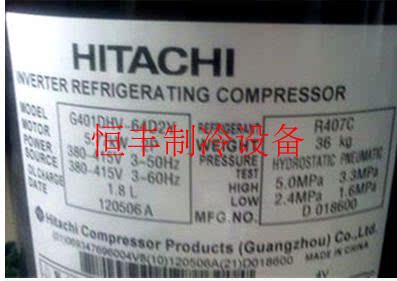 HITACHI
INVERTER REFRIGERATING COMPRESSOR
恒丰制冷设备
MODEL G401DHV-64D2Y REFRIGERANT R407C
MOTOR WEIGHT 36 kg
POWER 380-415V 3~50Hz PRESSURE HYDROSTATIC PNEUMATIC
SOURCE 380-415V 3~60Hz TEST
OIL CHARGE 1.8 L HIGH 5.0MPa 3.3MPa
LOW 2.4MPa 1.6MPa
DATE 120506A MFG.NO. D 018600
Hitachi Compressor Products (Guangzhou) Co.,Ltd.
MADE IN CHINA